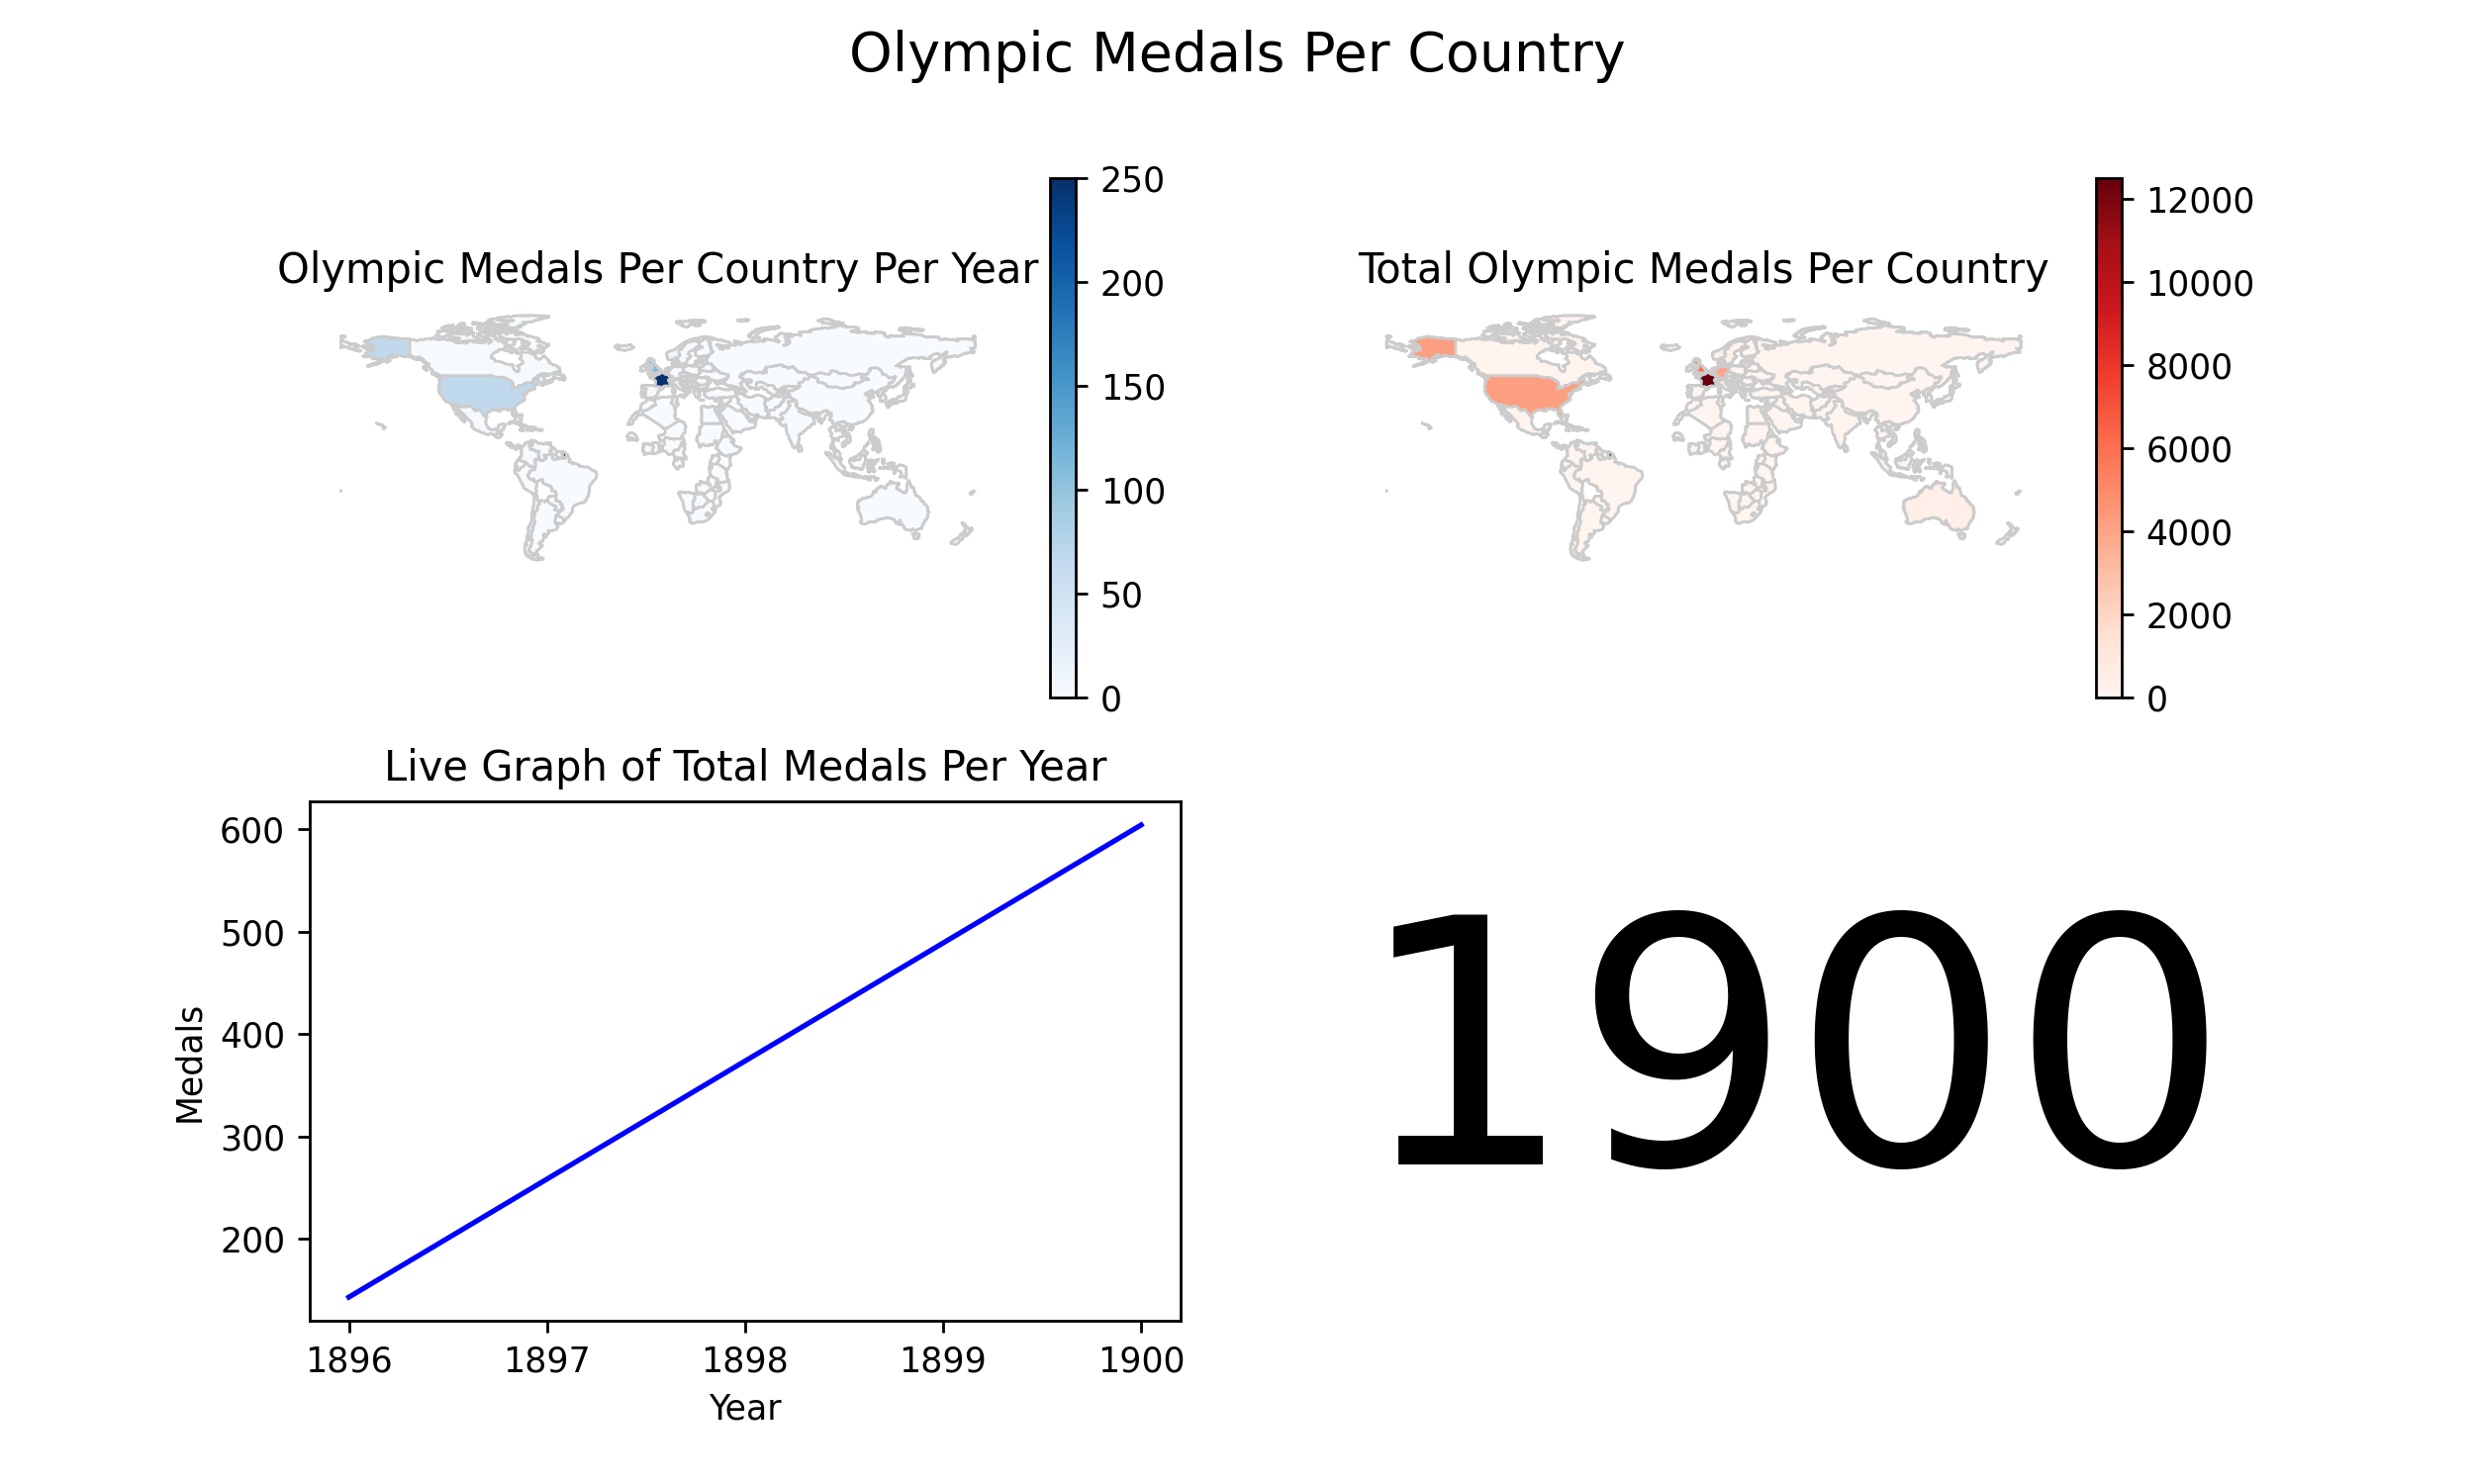 Olympic Medals Per Country
Olympic Medals Per Country Per Year
250
200
150
100
50
0
Total Olympic Medals Per Country
12000
10000
8000
6000
4000
2000
0
Live Graph of Total Medals Per Year
Medals
600
500
400
300
200
1896 1897 1898 1899 1900
Year
1900